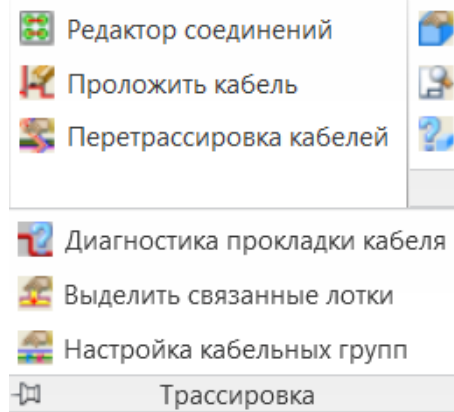 Редактор соединений
Проложить кабель
Перетрассировка кабелей
Диагностика прокладки кабеля
Выделить связанные лотки
Настройка кабельных групп
Трассировка